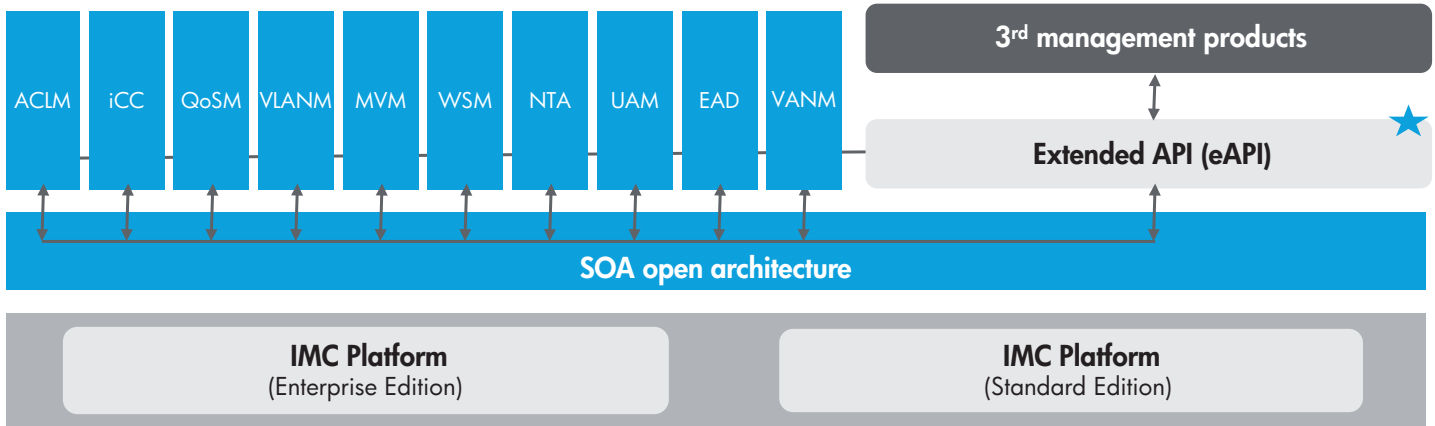 3rd management products
ACLM iCC QoSM VLANM MVM WSM NTA UAM EAD VANM
Extended API (eAPI)
SOA open architecture
IMC Platform
(Enterprise Edition)
IMC Platform
(Standard Edition)